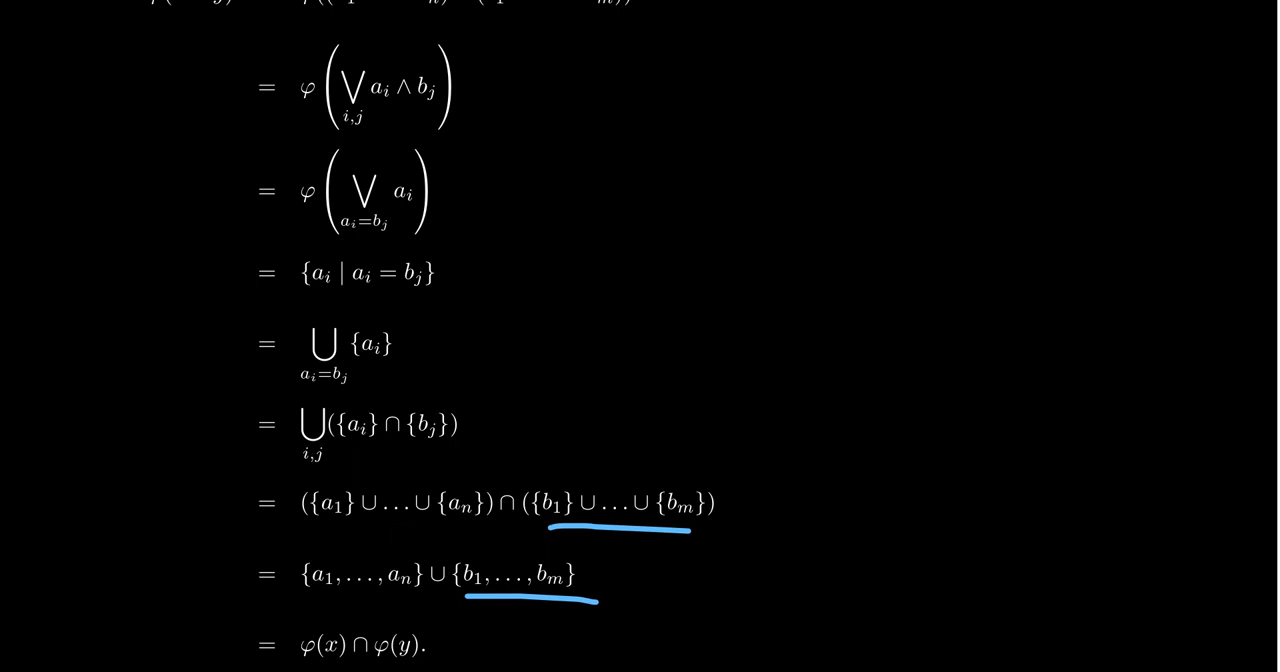 = φ ( ⋁_{i,j} a_i ∧ b_j )
= φ ( ⋁_{a_i=b_j} a_i )
= {a_i | a_i = b_j}
= ⋃_{a_i=b_j} {a_i}
= ⋃_{i,j} ({a_i} ∩ {b_j})
= ({a_1} ∪ … ∪ {a_n}) ∩ ({b_1} ∪ … ∪ {b_m})
= {a_1, …, a_n} ∪ {b_1, …, b_m}
= φ(x) ∩ φ(y).